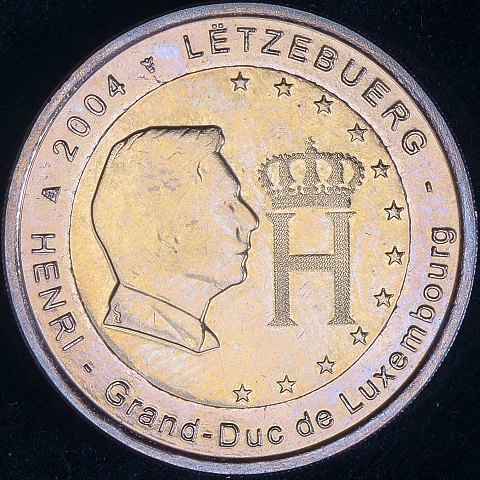 2004 LËTZEBUERG -
HENRI - Grand-Duc de Luxembourg
H